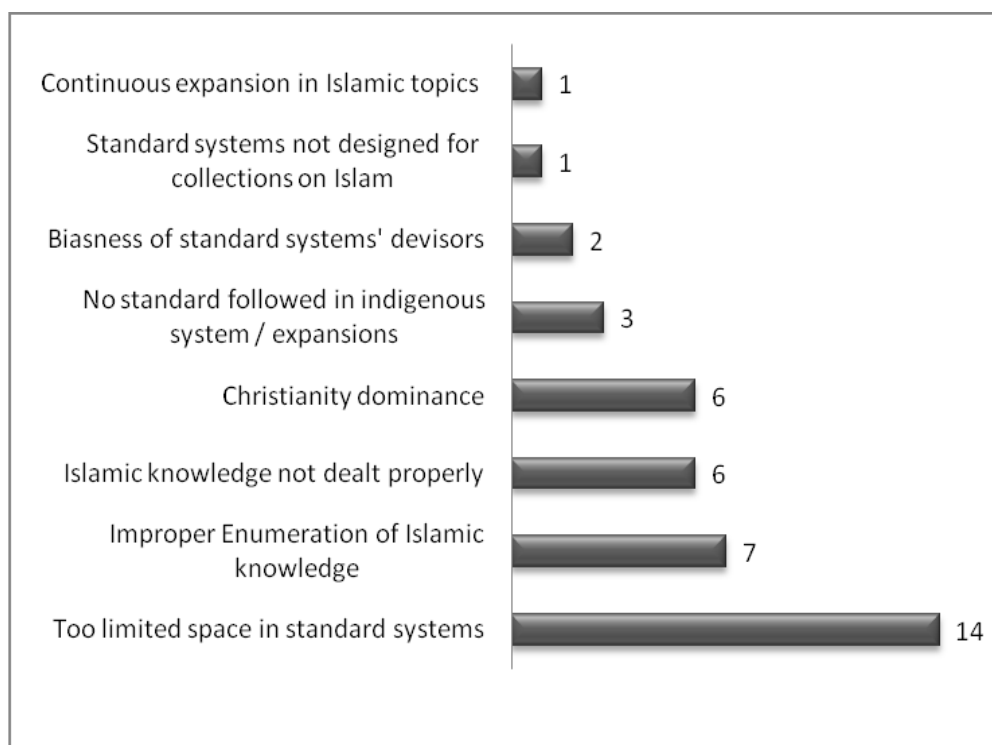 Continuous expansion in Islamic topics 1
Standard systems not designed for
collections on Islam 1
Biasness of standard systems' devisors 2
No standard followed in indigenous
system / expansions 3
Christianity dominance 6
Islamic knowledge not dealt properly 6
Improper Enumeration of Islamic
knowledge 7
Too limited space in standard systems 14